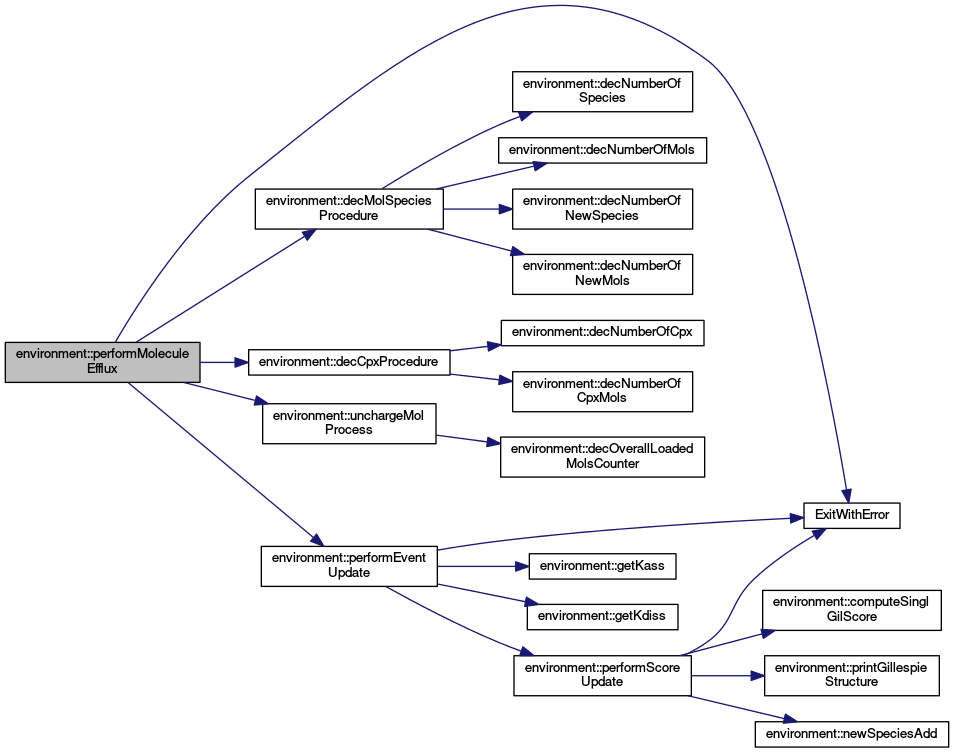 environment::performMolecule
Efflux
environment::decMolSpecies
Procedure
environment::decNumberOf
Species
environment::decNumberOfMols
environment::decNumberOf
NewSpecies
environment::decNumberOf
NewMols
environment::decCpxProcedure
environment::decNumberOfCpx
environment::decNumberOf
CpxMols
environment::unchargeMol
Process
environment::decOverallLoaded
MolsCounter
environment::performEvent
Update
ExitWithError
environment::getKass
environment::getKdiss
environment::performScore
Update
environment::computeSingl
GilScore
environment::printGillespie
Structure
environment::newSpeciesAdd